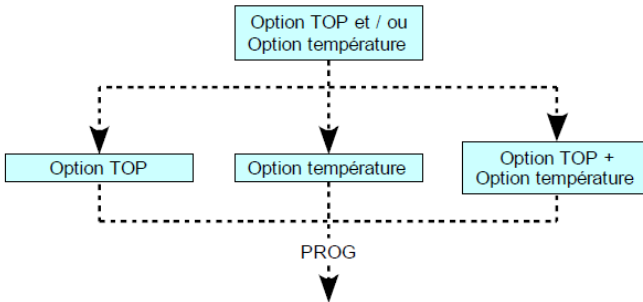 Option TOP et / ou
Option température
Option TOP
Option température
Option TOP +
Option température
PROG